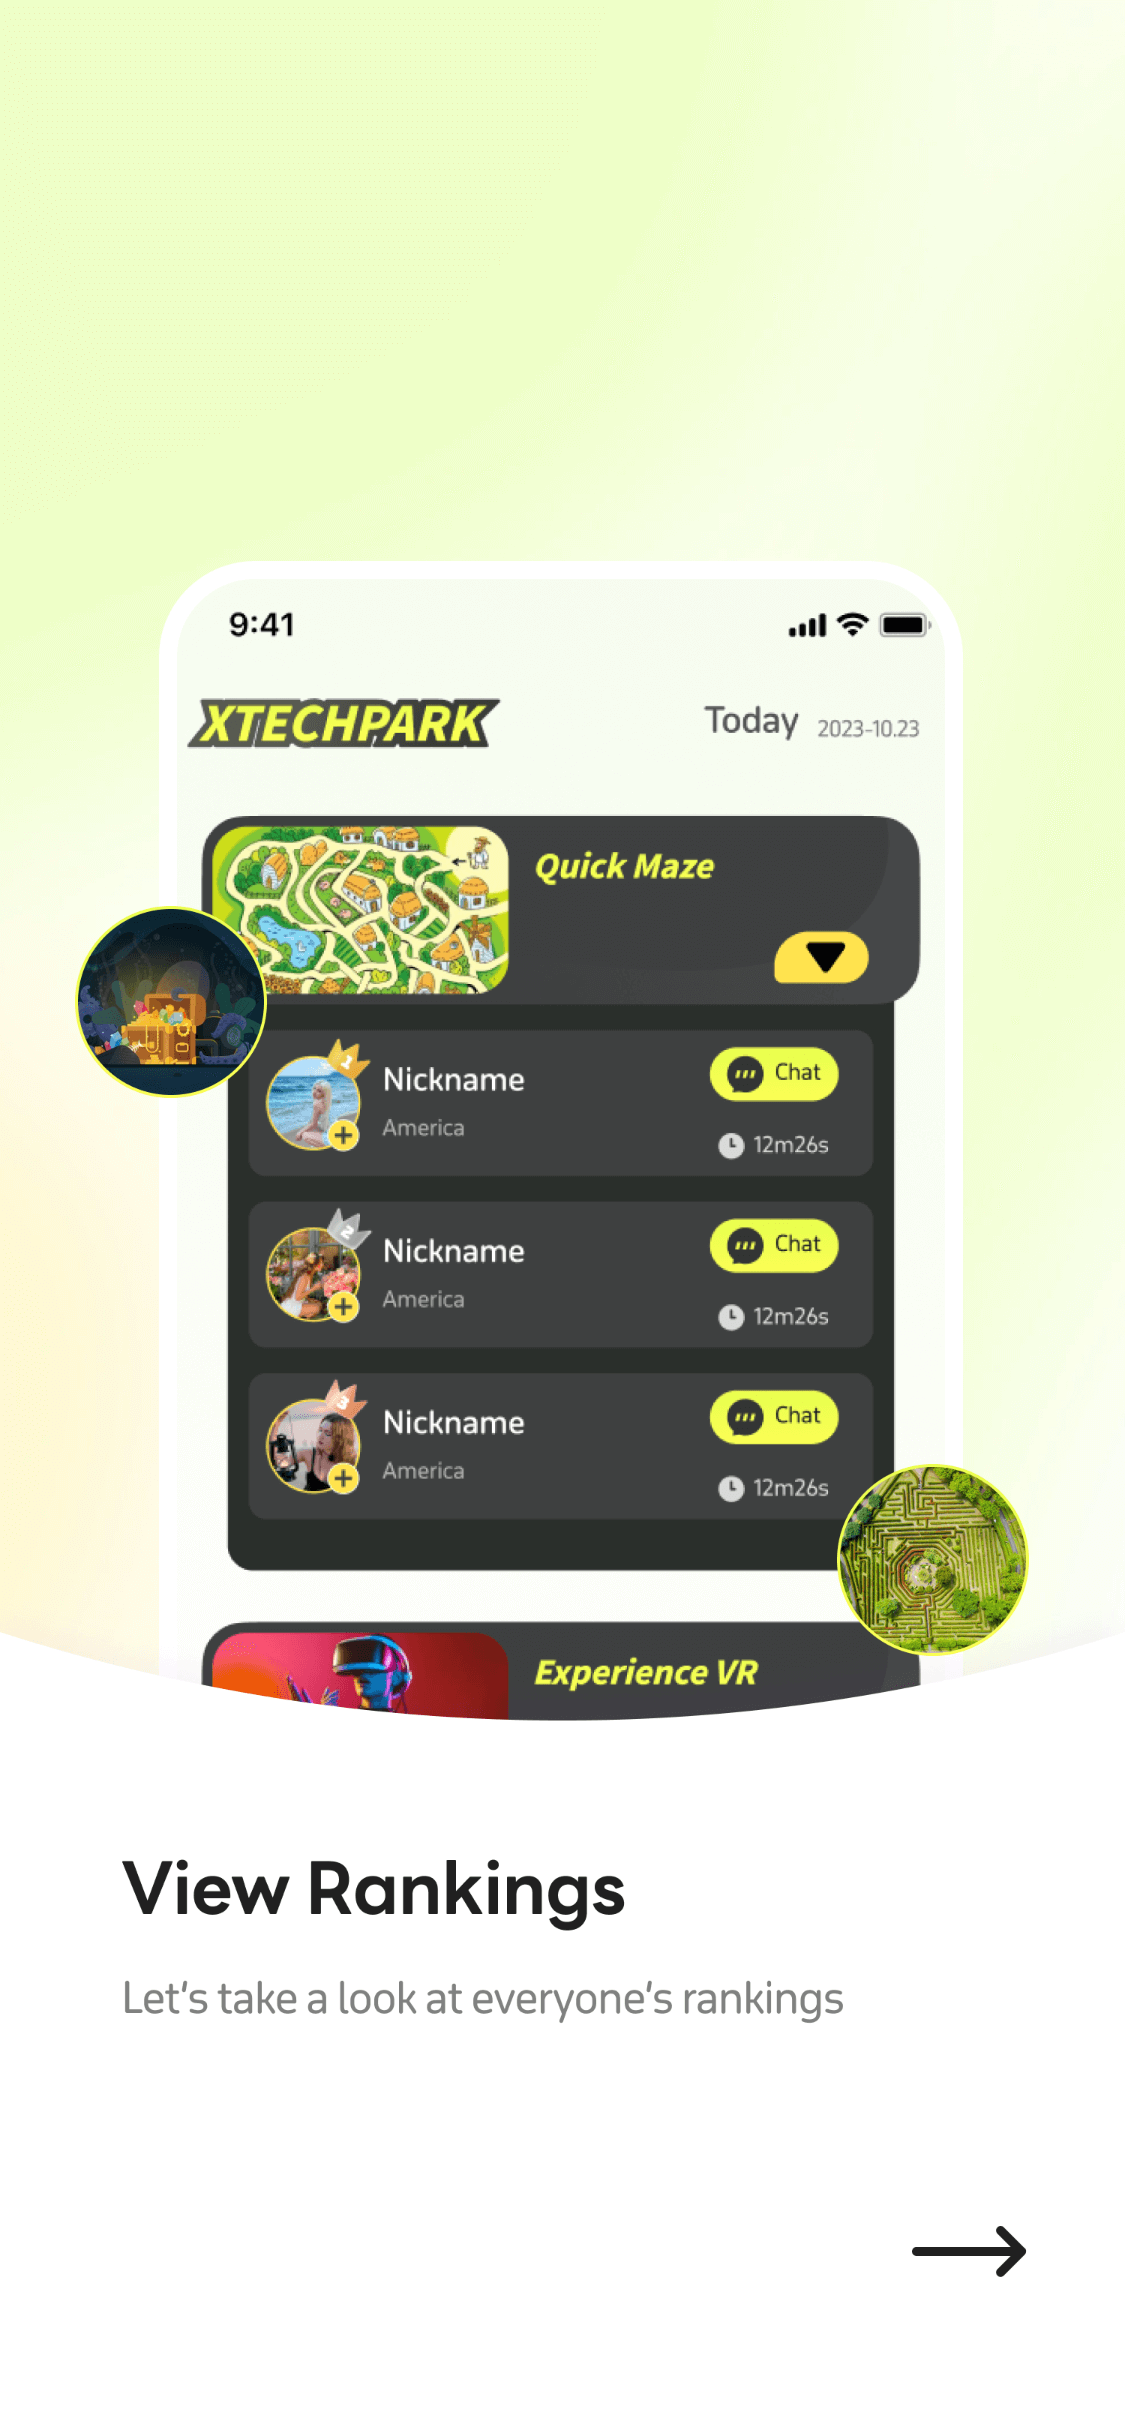 9:41
XTECHPARK
Today 2023-10.23
Quick Maze
1
Nickname
Chat
America
12m26s
2
Nickname
Chat
America
12m26s
3
Nickname
Chat
America
12m26s
Experience VR
View Rankings
Let's take a look at everyone's rankings